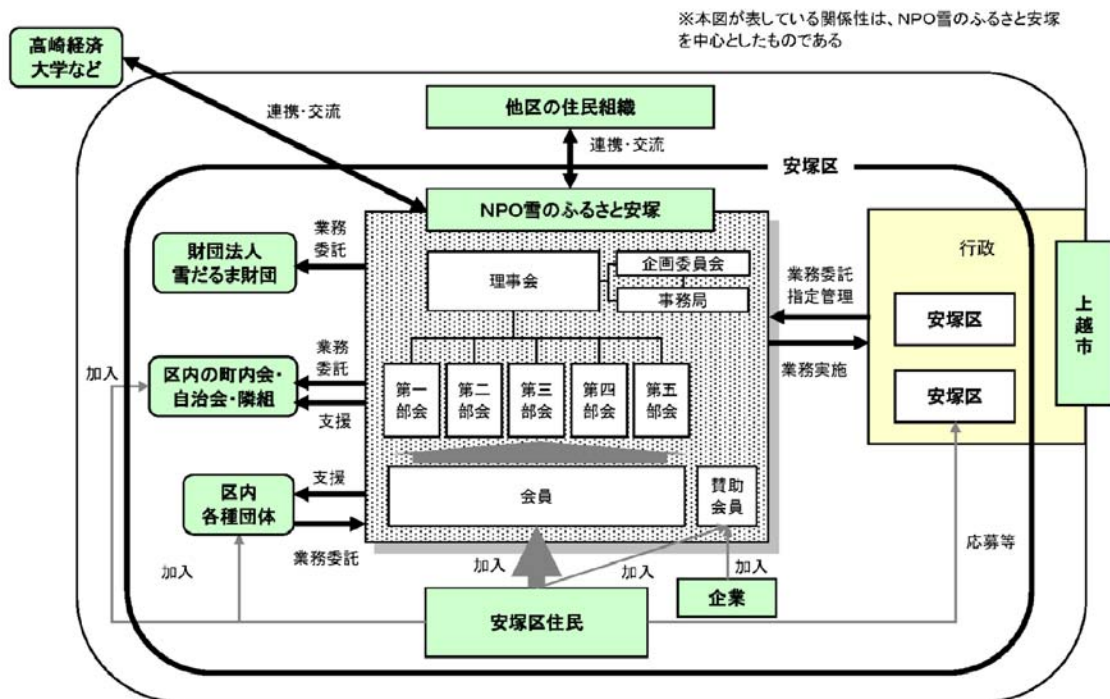 ※本図が表している関係性は、NPO雪のふるさと安塚
を中心としたものである
高崎経済
大学など
連携・交流
他区の住民組織
連携・交流
安塚区
NPO雪のふるさと安塚
業務
委託
財団法人
雪だるま財団
理事会
企画委員会
事務局
行政
業務委託
指定管理
安塚区
上越市
業務実施
安塚区
加入
区内の町内会・
自治会・隣組
業務
委託
支援
第一
部会
第二
部会
第三
部会
第四
部会
第五
部会
区内
各種団体
支援
業務委託
会員
賛助
会員
加入
加入
加入
加入
応募等
企業
安塚区住民